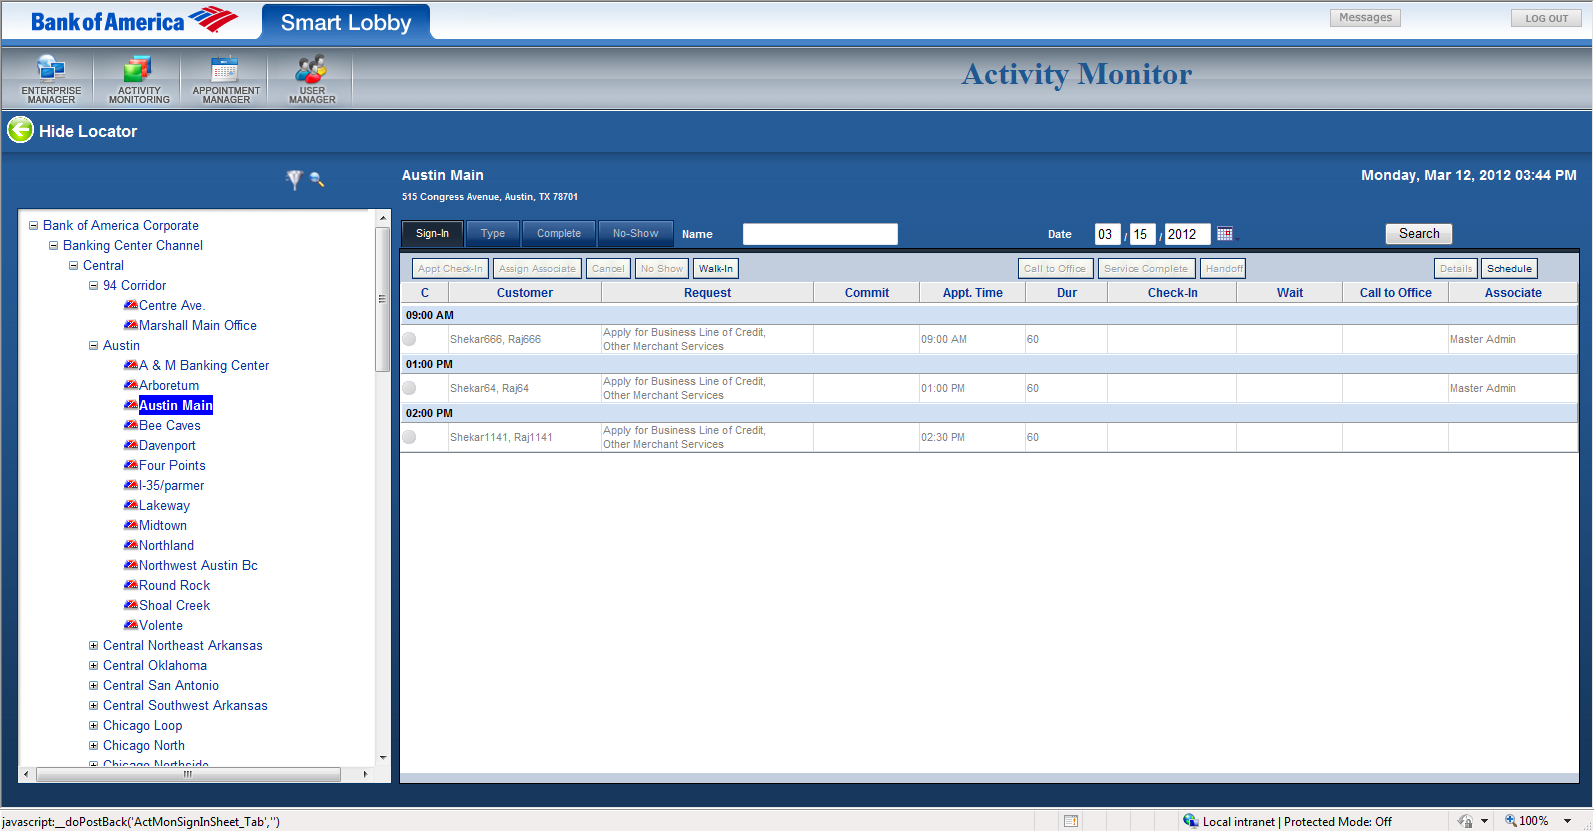 Bank of America
Smart Lobby
Messages
LOG OUT
ENTERPRISE
MANAGER
ACTIVITY
MONITORING
APPOINTMENT
MANAGER
USER
MANAGER
Activity Monitor
Hide Locator
Austin Main
Monday, Mar 12, 2012 03:44 PM
515 Congress Avenue, Austin, TX 78701
Bank of America Corporate
Banking Center Channel
Central
94 Corridor
Centre Ave.
Marshall Main Office
Austin
A & M Banking Center
Arboretum
Austin Main
Bee Caves
Davenport
Four Points
I-35/parmer
Lakeway
Midtown
Northland
Northwest Austin Bc
Round Rock
Shoal Creek
Volente
Central Northeast Arkansas
Central Oklahoma
Central San Antonio
Central Southwest Arkansas
Chicago Loop
Chicago North
Chicago Northside
Sign-In Type Complete No-Show Name Date 03 / 15 / 2012 Search
Appt Check-In Assign Associate Cancel No Show Walk-In Call to Office Service Complete Handoff Details Schedule
C Customer Request Commit Appt. Time Dur Check-In Wait Call to Office Associate
09:00 AM
Shekar666, Raj666 Apply for Business Line of Credit, 09:00 AM 60 Master Admin
Other Merchant Services
01:00 PM
Shekar64, Raj64 Apply for Business Line of Credit, 01:00 PM 60 Master Admin
Other Merchant Services
02:00 PM
Shekar1141, Raj1141 Apply for Business Line of Credit, 02:30 PM 60
Other Merchant Services
javascript:__doPostBack('ActMonSignInSheet_Tab','')
Local intranet | Protected Mode: Off
100%